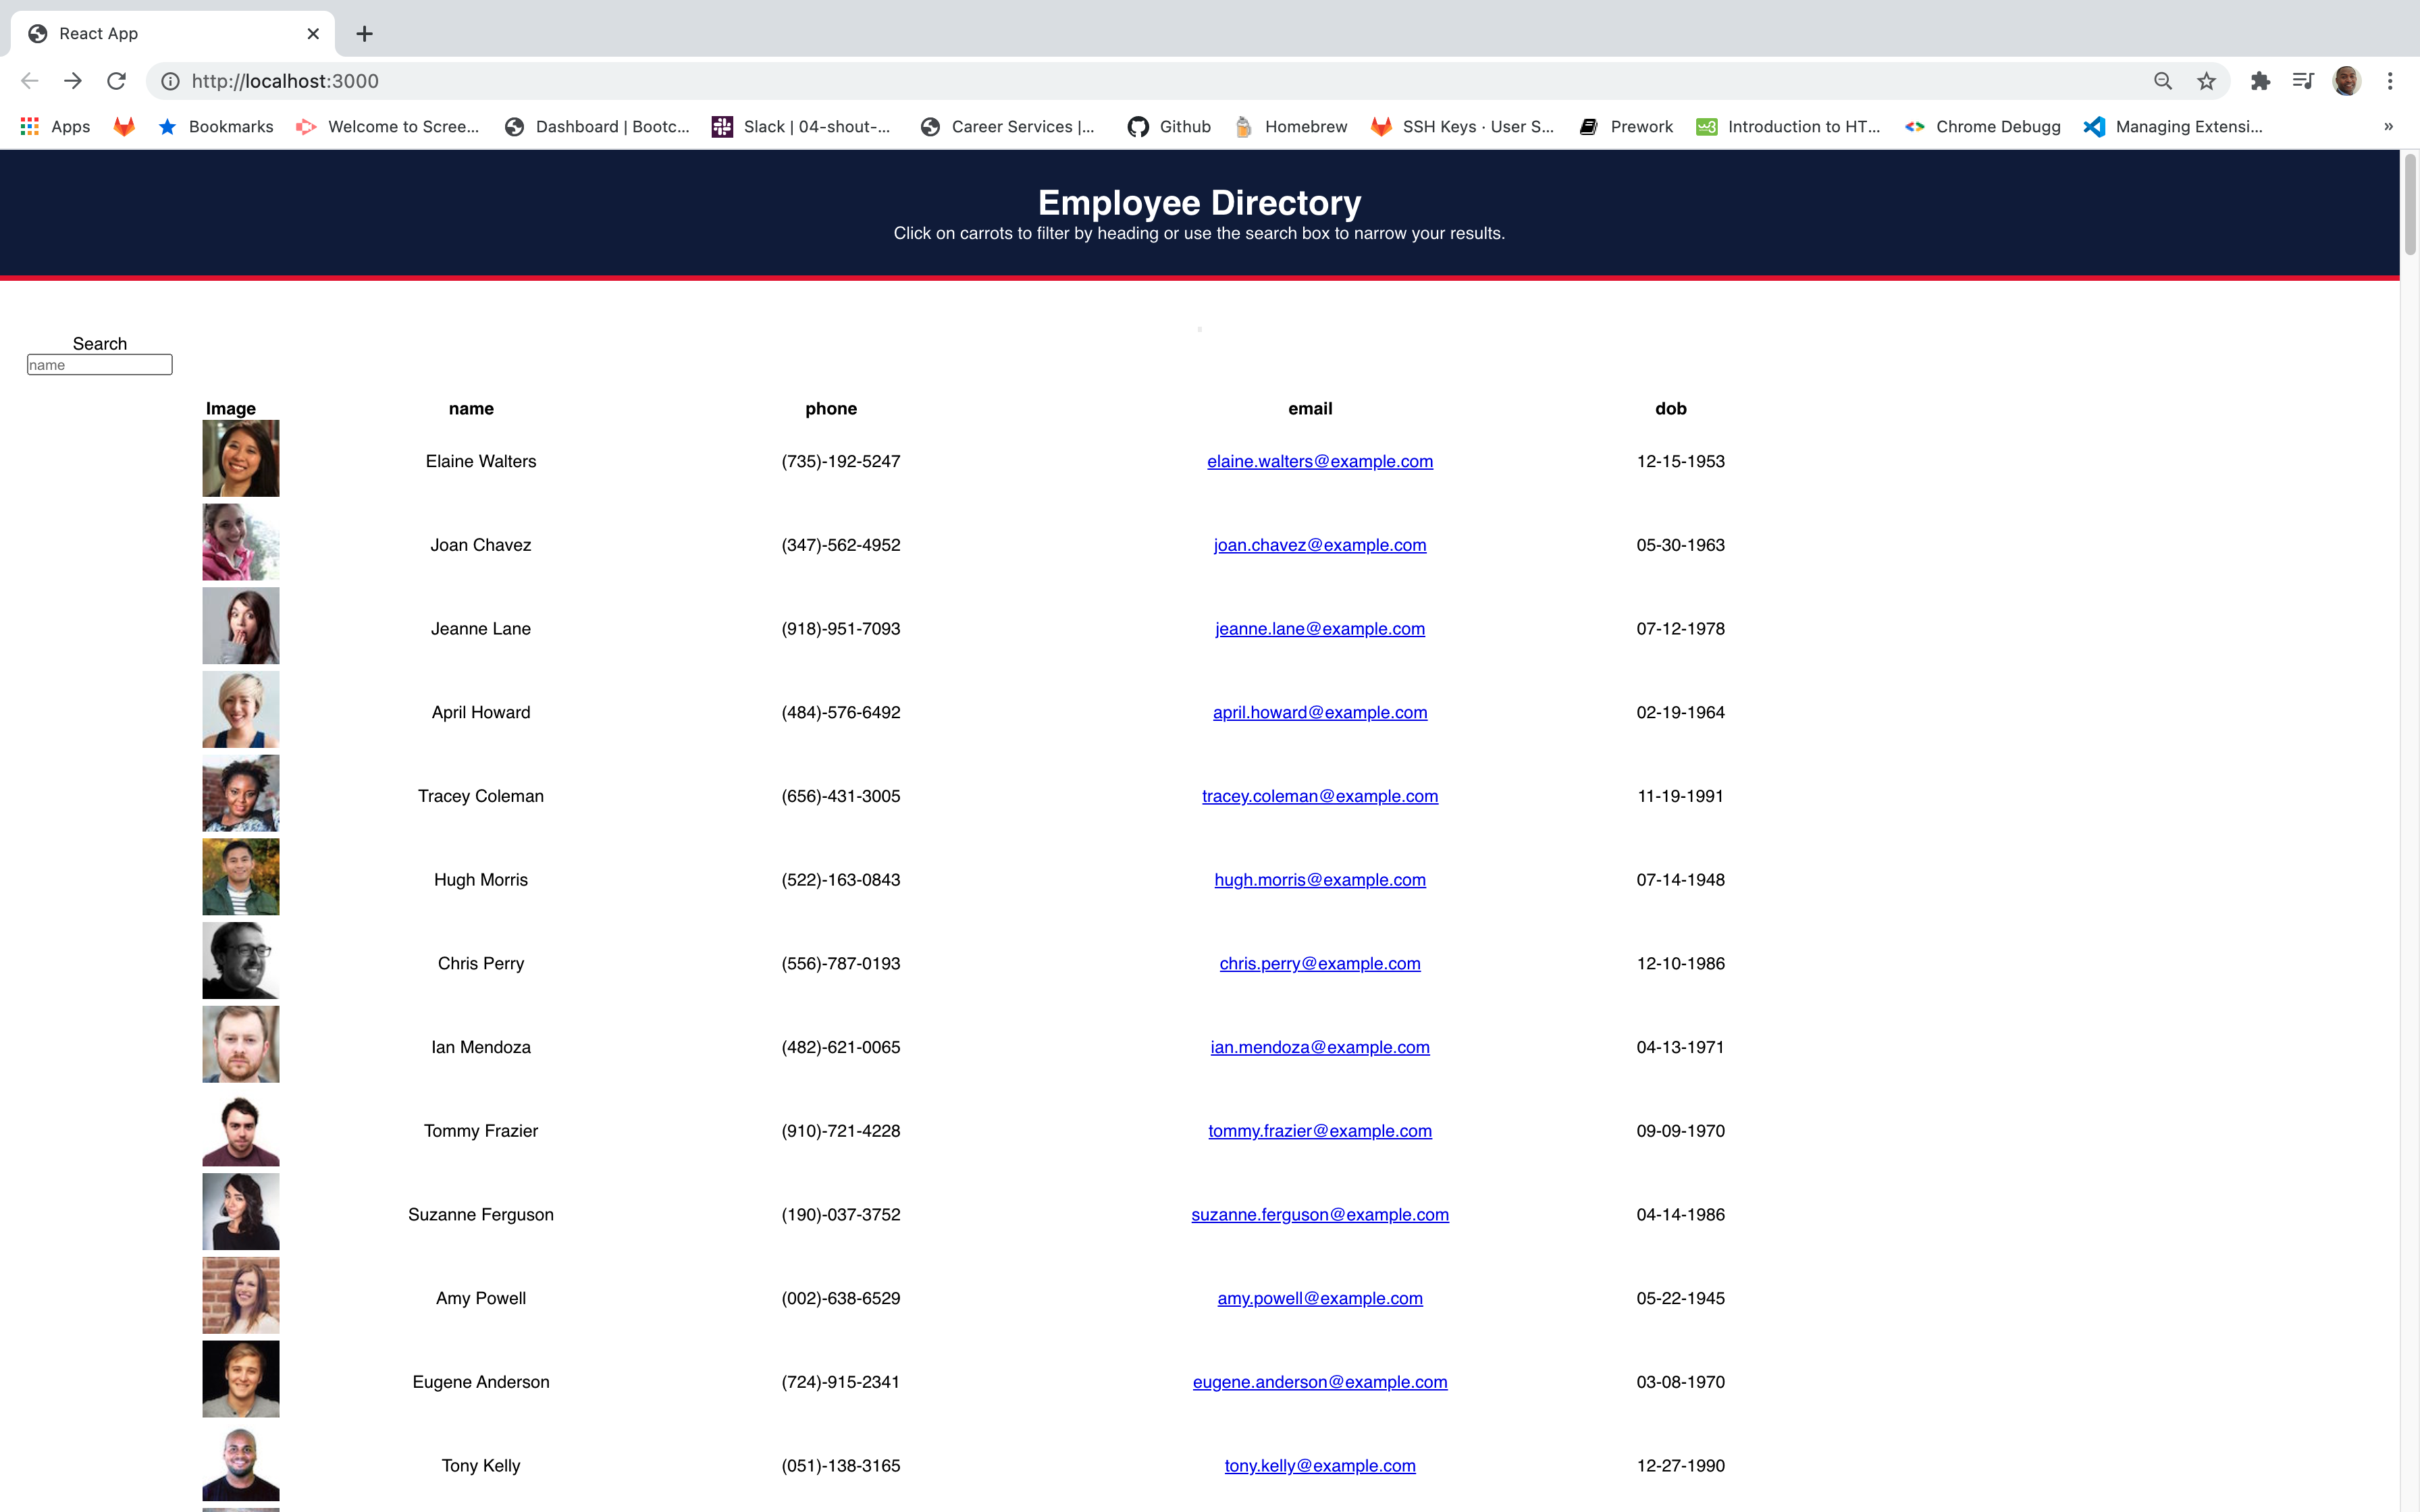 React App
http://localhost:3000
Apps Bookmarks Welcome to Scree... Dashboard | Bootc... Slack | 04-shout-... Career Services |... Github Homebrew SSH Keys · User S... Prework Introduction to HT... Chrome Debugg Managing Extensi... »
Employee Directory
Click on carrots to filter by heading or use the search box to narrow your results.
Search
name
Image name phone email dob
Elaine Walters (735)-192-5247 elaine.walters@example.com 12-15-1953
Joan Chavez (347)-562-4952 joan.chavez@example.com 05-30-1963
Jeanne Lane (918)-951-7093 jeanne.lane@example.com 07-12-1978
April Howard (484)-576-6492 april.howard@example.com 02-19-1964
Tracey Coleman (656)-431-3005 tracey.coleman@example.com 11-19-1991
Hugh Morris (522)-163-0843 hugh.morris@example.com 07-14-1948
Chris Perry (556)-787-0193 chris.perry@example.com 12-10-1986
Ian Mendoza (482)-621-0065 ian.mendoza@example.com 04-13-1971
Tommy Frazier (910)-721-4228 tommy.frazier@example.com 09-09-1970
Suzanne Ferguson (190)-037-3752 suzanne.ferguson@example.com 04-14-1986
Amy Powell (002)-638-6529 amy.powell@example.com 05-22-1945
Eugene Anderson (724)-915-2341 eugene.anderson@example.com 03-08-1970
Tony Kelly (051)-138-3165 tony.kelly@example.com 12-27-1990